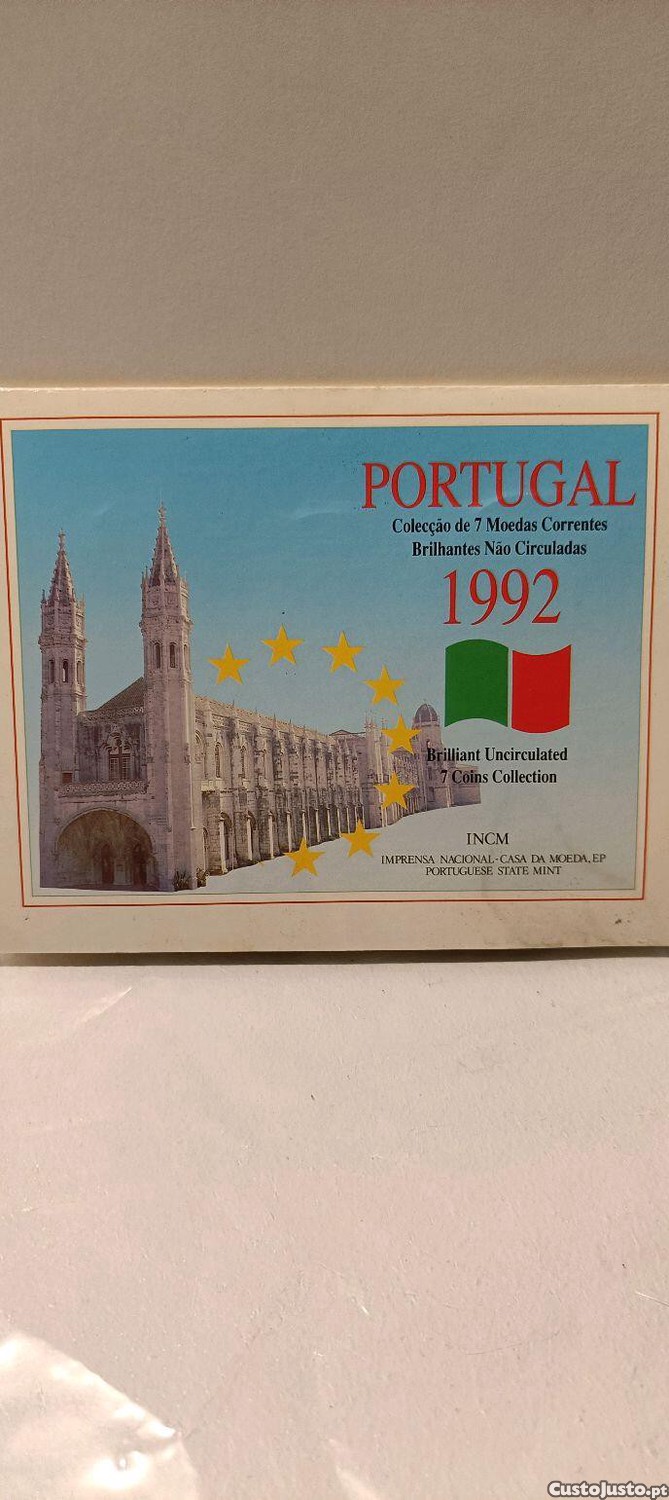 PORTUGAL
Colecção de 7 Moedas Correntes
Brilhantes Não Circuladas
1992
Brilliant Uncirculated
7 Coins Collection
INCM
IMPRENSA NACIONAL-CASA DA MOEDA, EP
PORTUGUESE STATE MINT
CustoJusto.pt